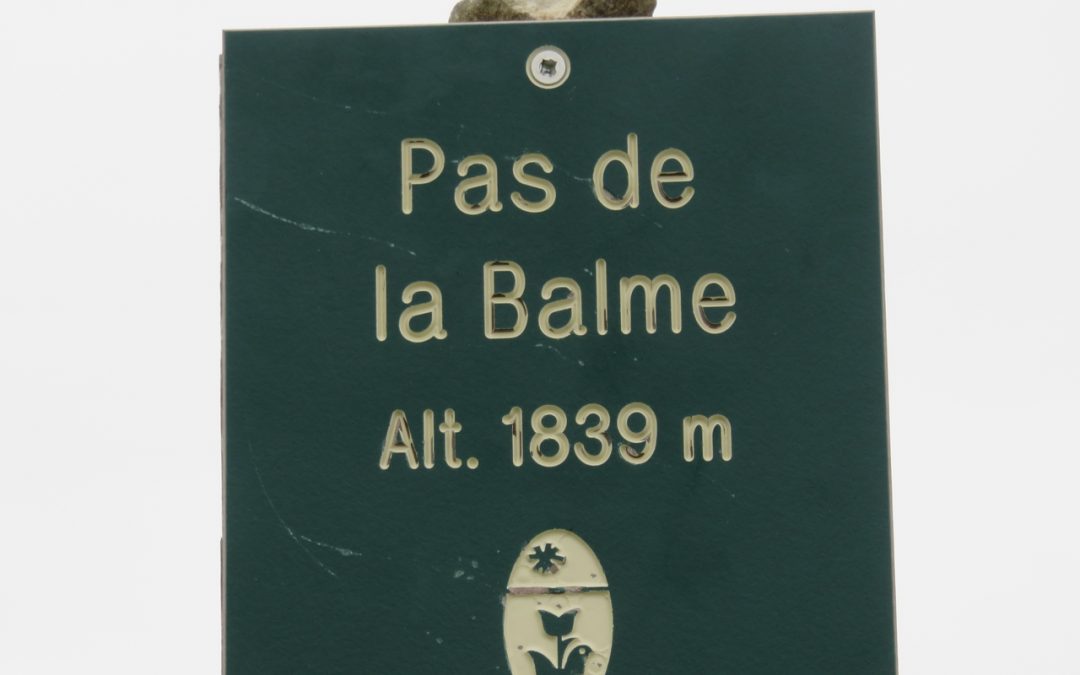 Pas de
la Balme
Alt. 1839 m